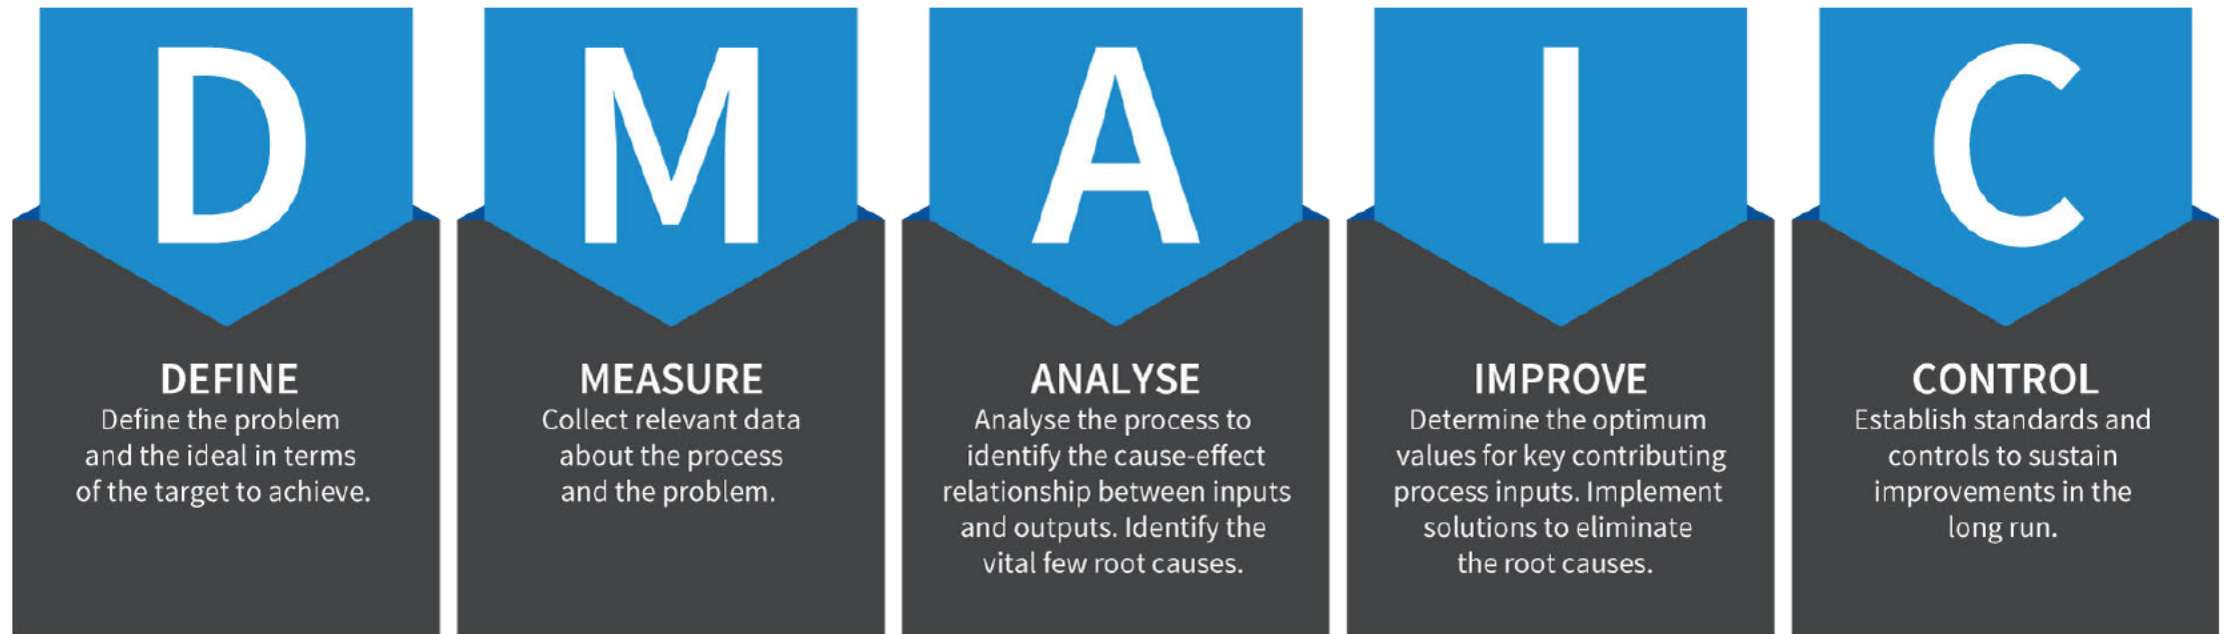 D
DEFINE
Define the problem
and the ideal in terms
of the target to achieve.
M
MEASURE
Collect relevant data
about the process
and the problem.
A
ANALYSE
Analyse the process to
identify the cause-effect
relationship between inputs
and outputs. Identify the
vital few root causes.
I
IMPROVE
Determine the optimum
values for key contributing
process inputs. Implement
solutions to eliminate
the root causes.
C
CONTROL
Establish standards and
controls to sustain
improvements in the
long run.